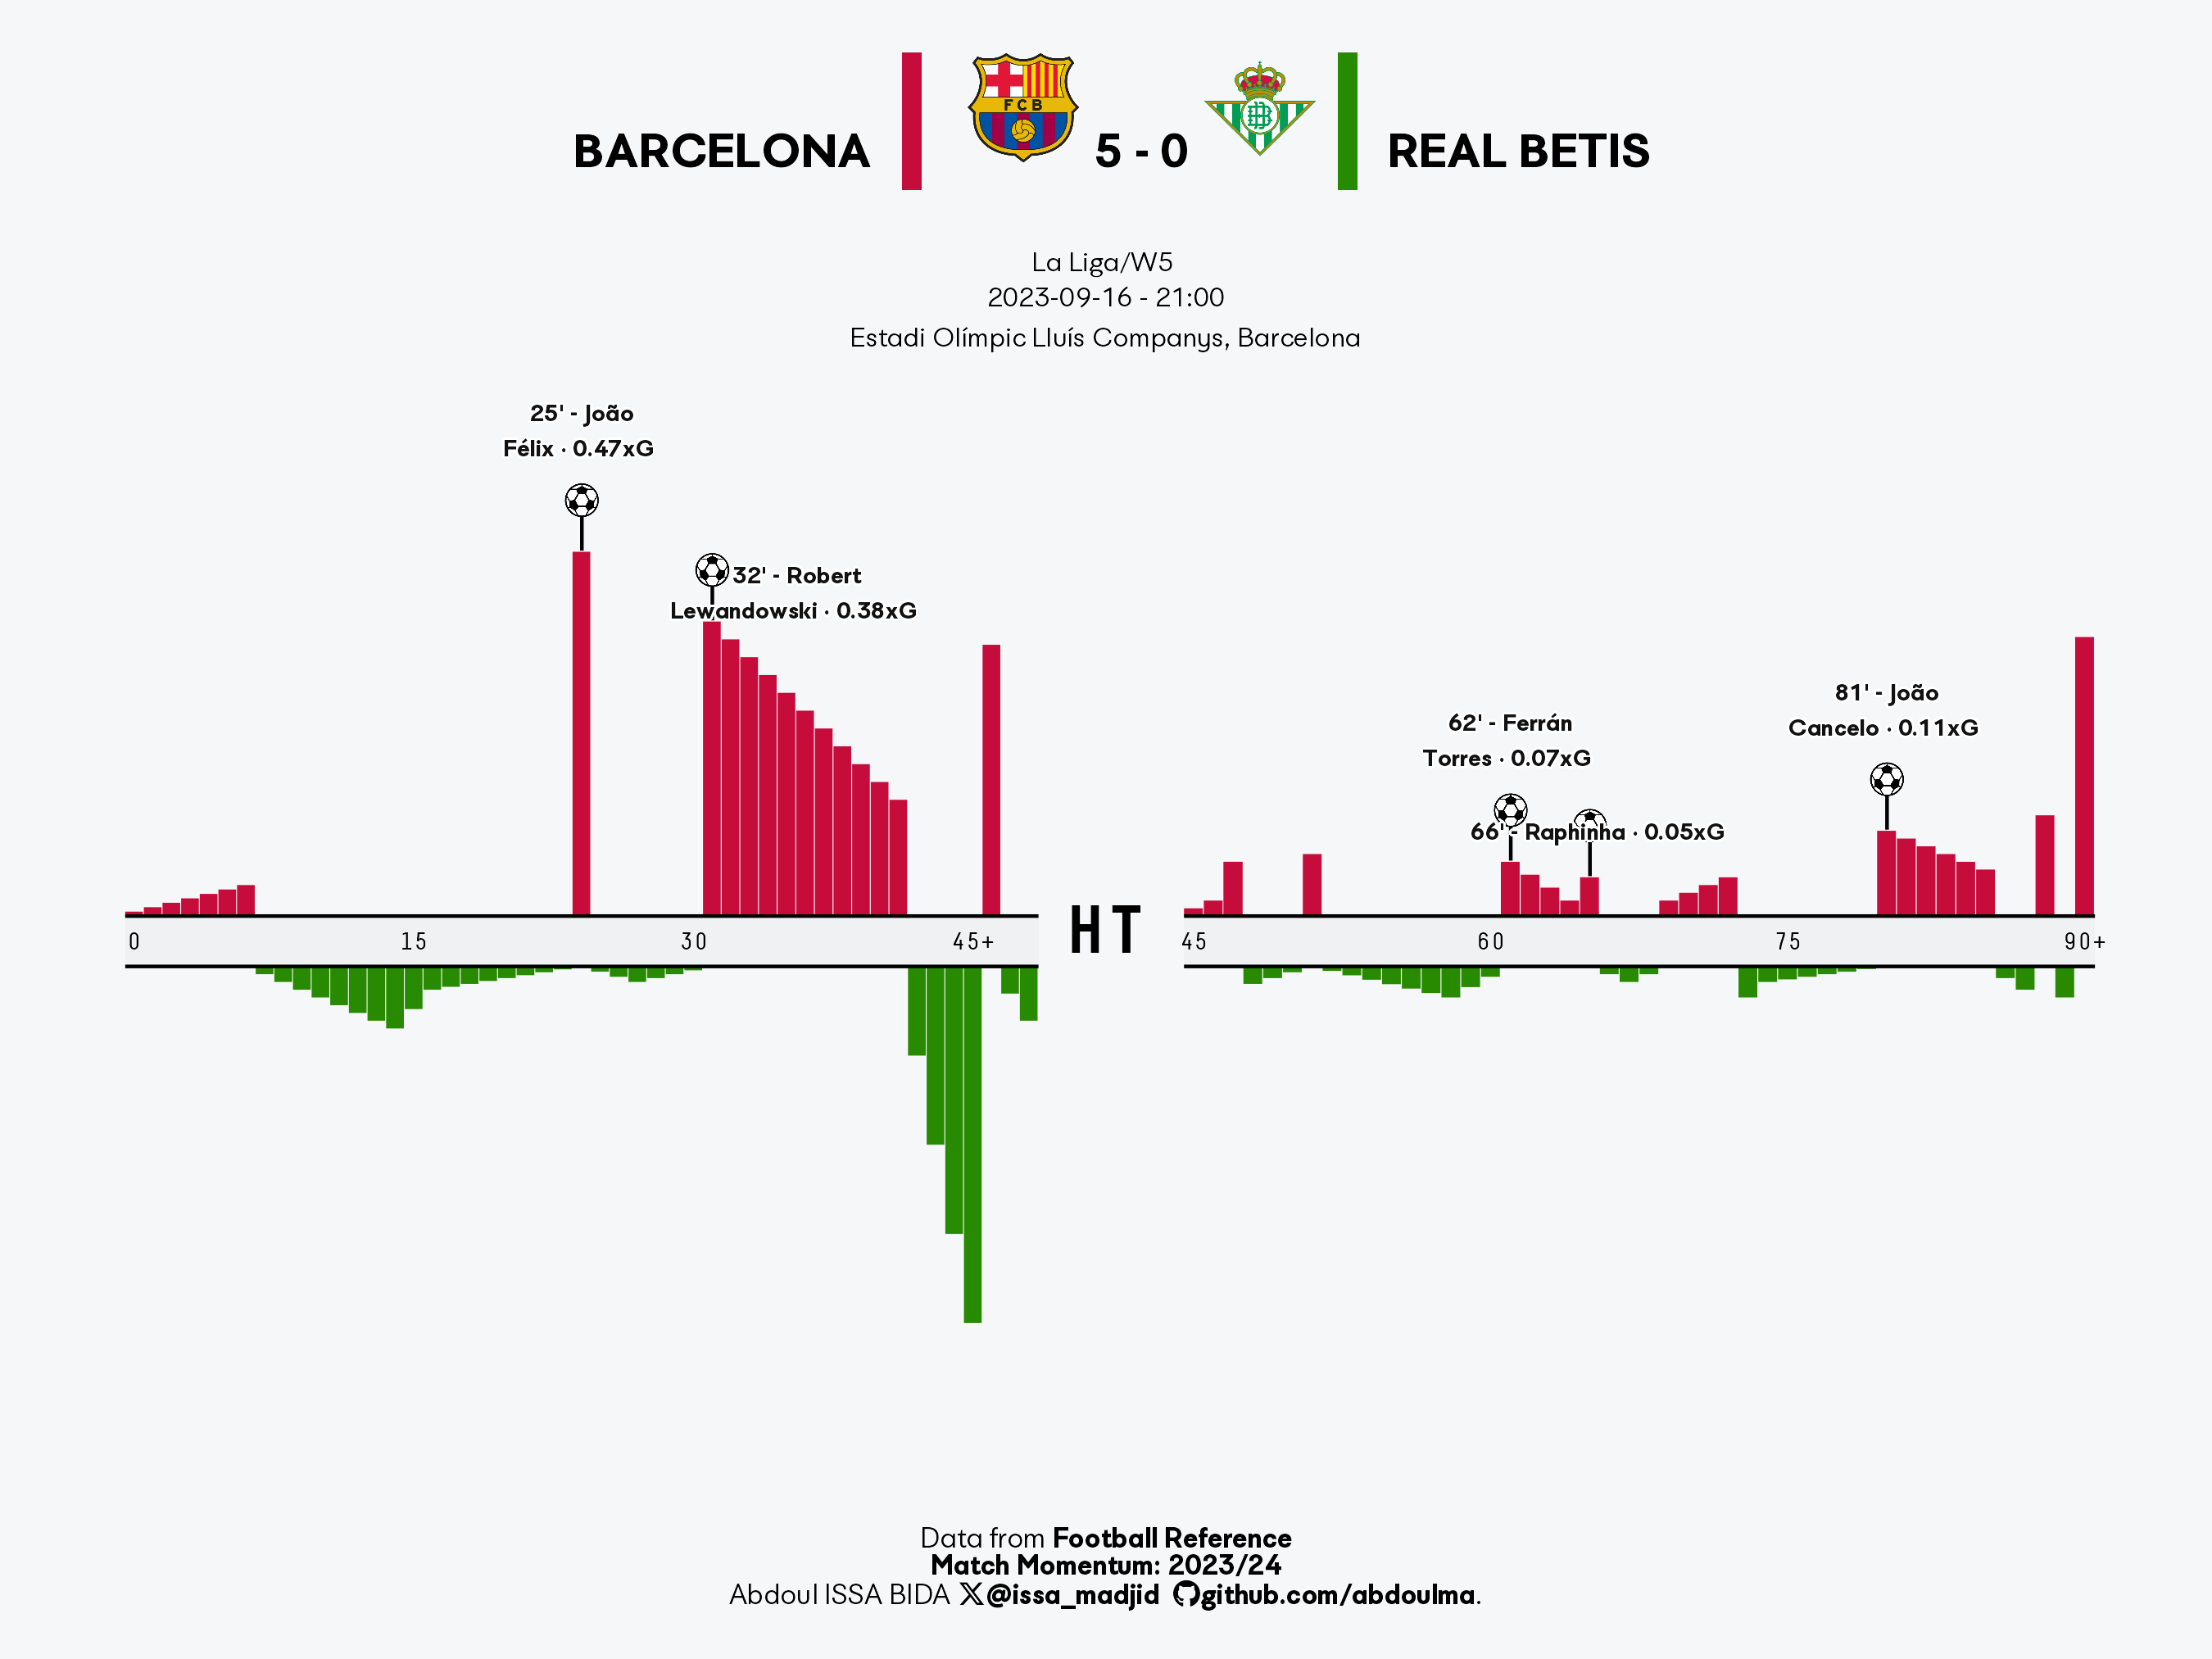 BARCELONA
FCB
5 - 0
REAL BETIS
La Liga/W5
2023-09-16 - 21:00
Estadi Olímpic Lluís Companys, Barcelona
25' - João
Félix · 0.47xG
32' - Robert
Lewandowski · 0.38xG
62' - Ferrán
Torres · 0.07xG
66' - Raphinha · 0.05xG
81' - João
Cancelo · 0.11xG
0 15 30 45+
HT
45 60 75 90+
Data from Football Reference
Match Momentum: 2023/24
Abdoul ISSA BIDA 𝕏@issa_madjid github.com/abdoulma.